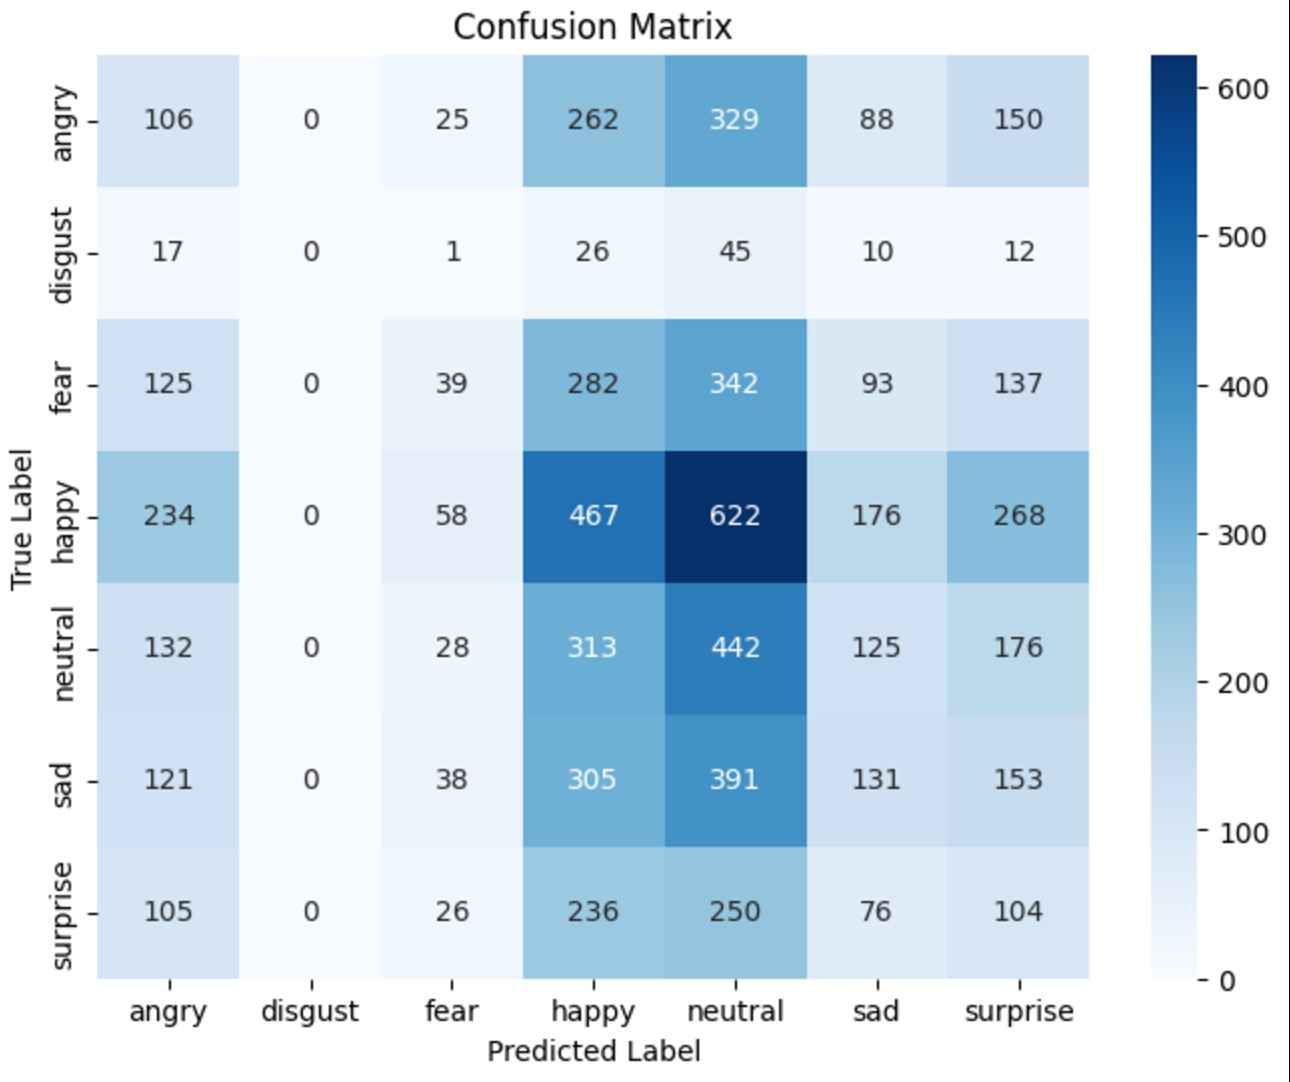 Confusion Matrix
True Label
angry 106 0 25 262 329 88 150
disgust 17 0 1 26 45 10 12
fear 125 0 39 282 342 93 137
happy 234 0 58 467 622 176 268
neutral 132 0 28 313 442 125 176
sad 121 0 38 305 391 131 153
surprise 105 0 26 236 250 76 104
angry disgust fear happy neutral sad surprise
Predicted Label
600
500
400
300
200
100
0